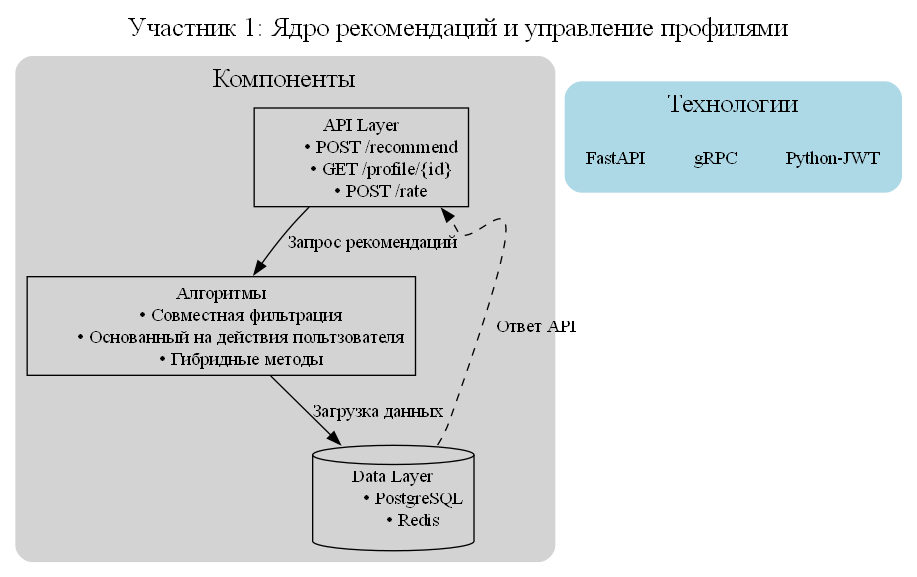 Участник 1: Ядро рекомендаций и управление профилями
Компоненты
API Layer
• POST /recommend
• GET /profile/{id}
• POST /rate
Запрос рекомендаций
Алгоритмы
• Совместная фильтрация
• Основанный на действия пользтзователя
• Гибридные методы
Ответ API
Загрузка данных
Data Layer
• PostgreSQL
• Redis
Технологии
FastAPI
gRPC
Python-JWT